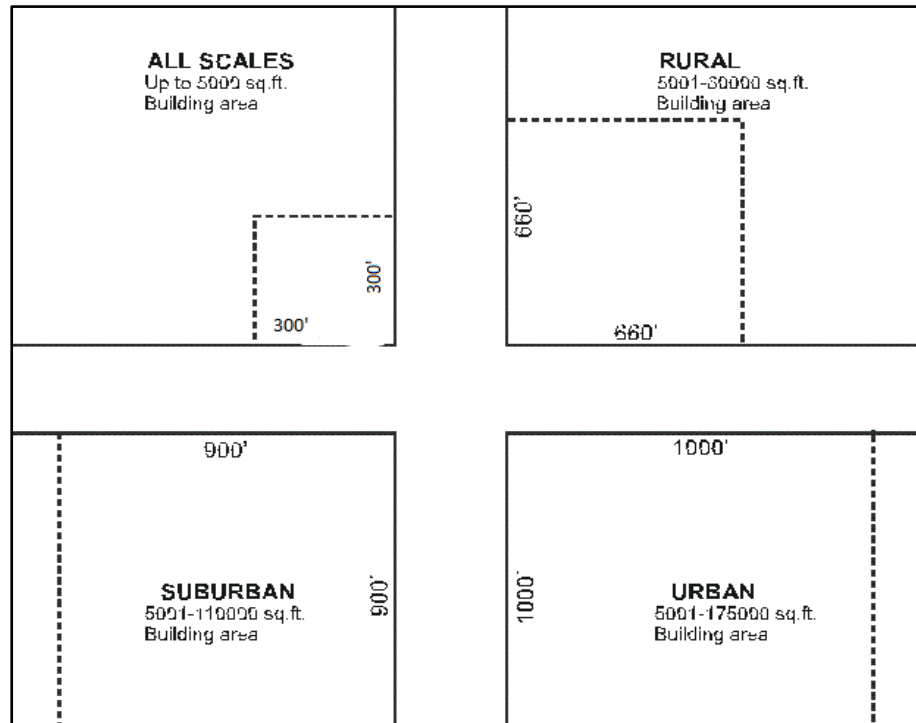 ALL SCALES
Up to 5000 sq.ft.
Building area
300'
300'
RURAL
5001-60000 sq.ft.
Building area
660'
660'
900'
900'
SUBURBAN
5001-110000 sq.ft.
Building area
1000'
1000'
URBAN
5001-175000 sq.ft.
Building area